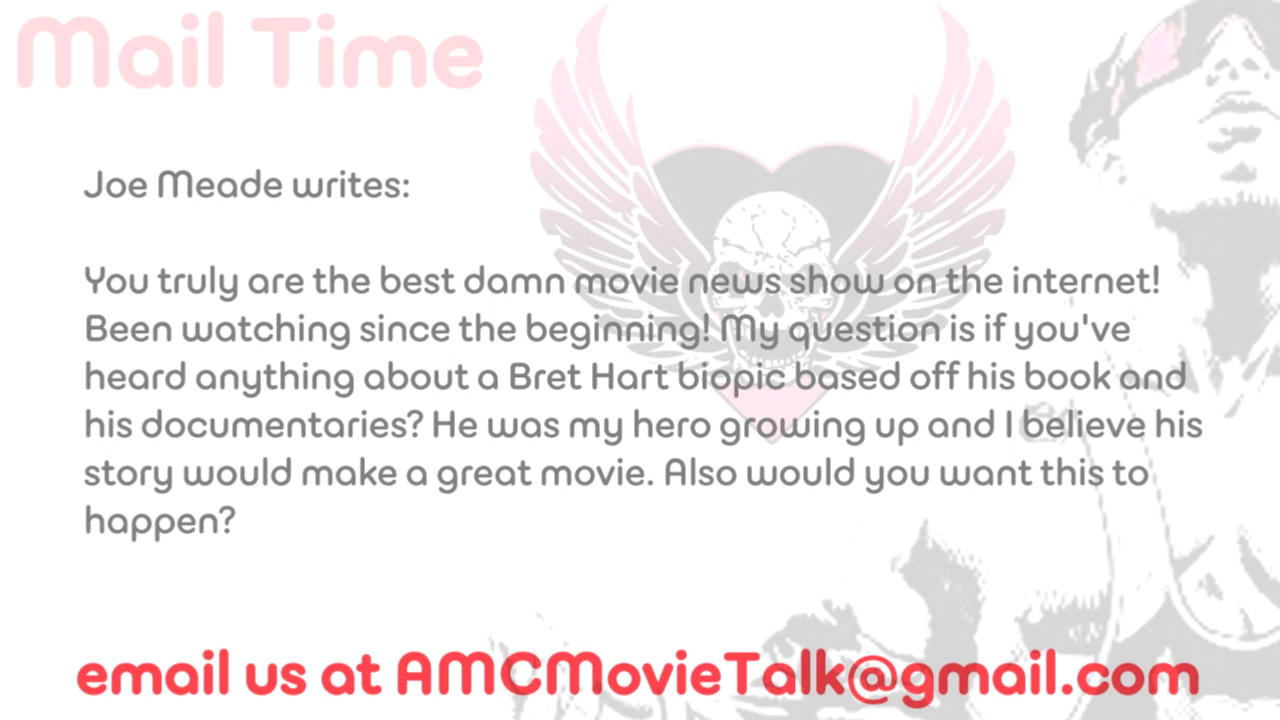 Mail Time
Joe Meade writes:
You truly are the best damn movie news show on the internet!
Been watching since the beginning! My question is if you've
heard anything about a Bret Hart biopic based off his book and
his documentaries? He was my hero growing up and I believe his
story would make a great movie. Also would you want this to
happen?
email us at AMCMovieTalk@gmail.com